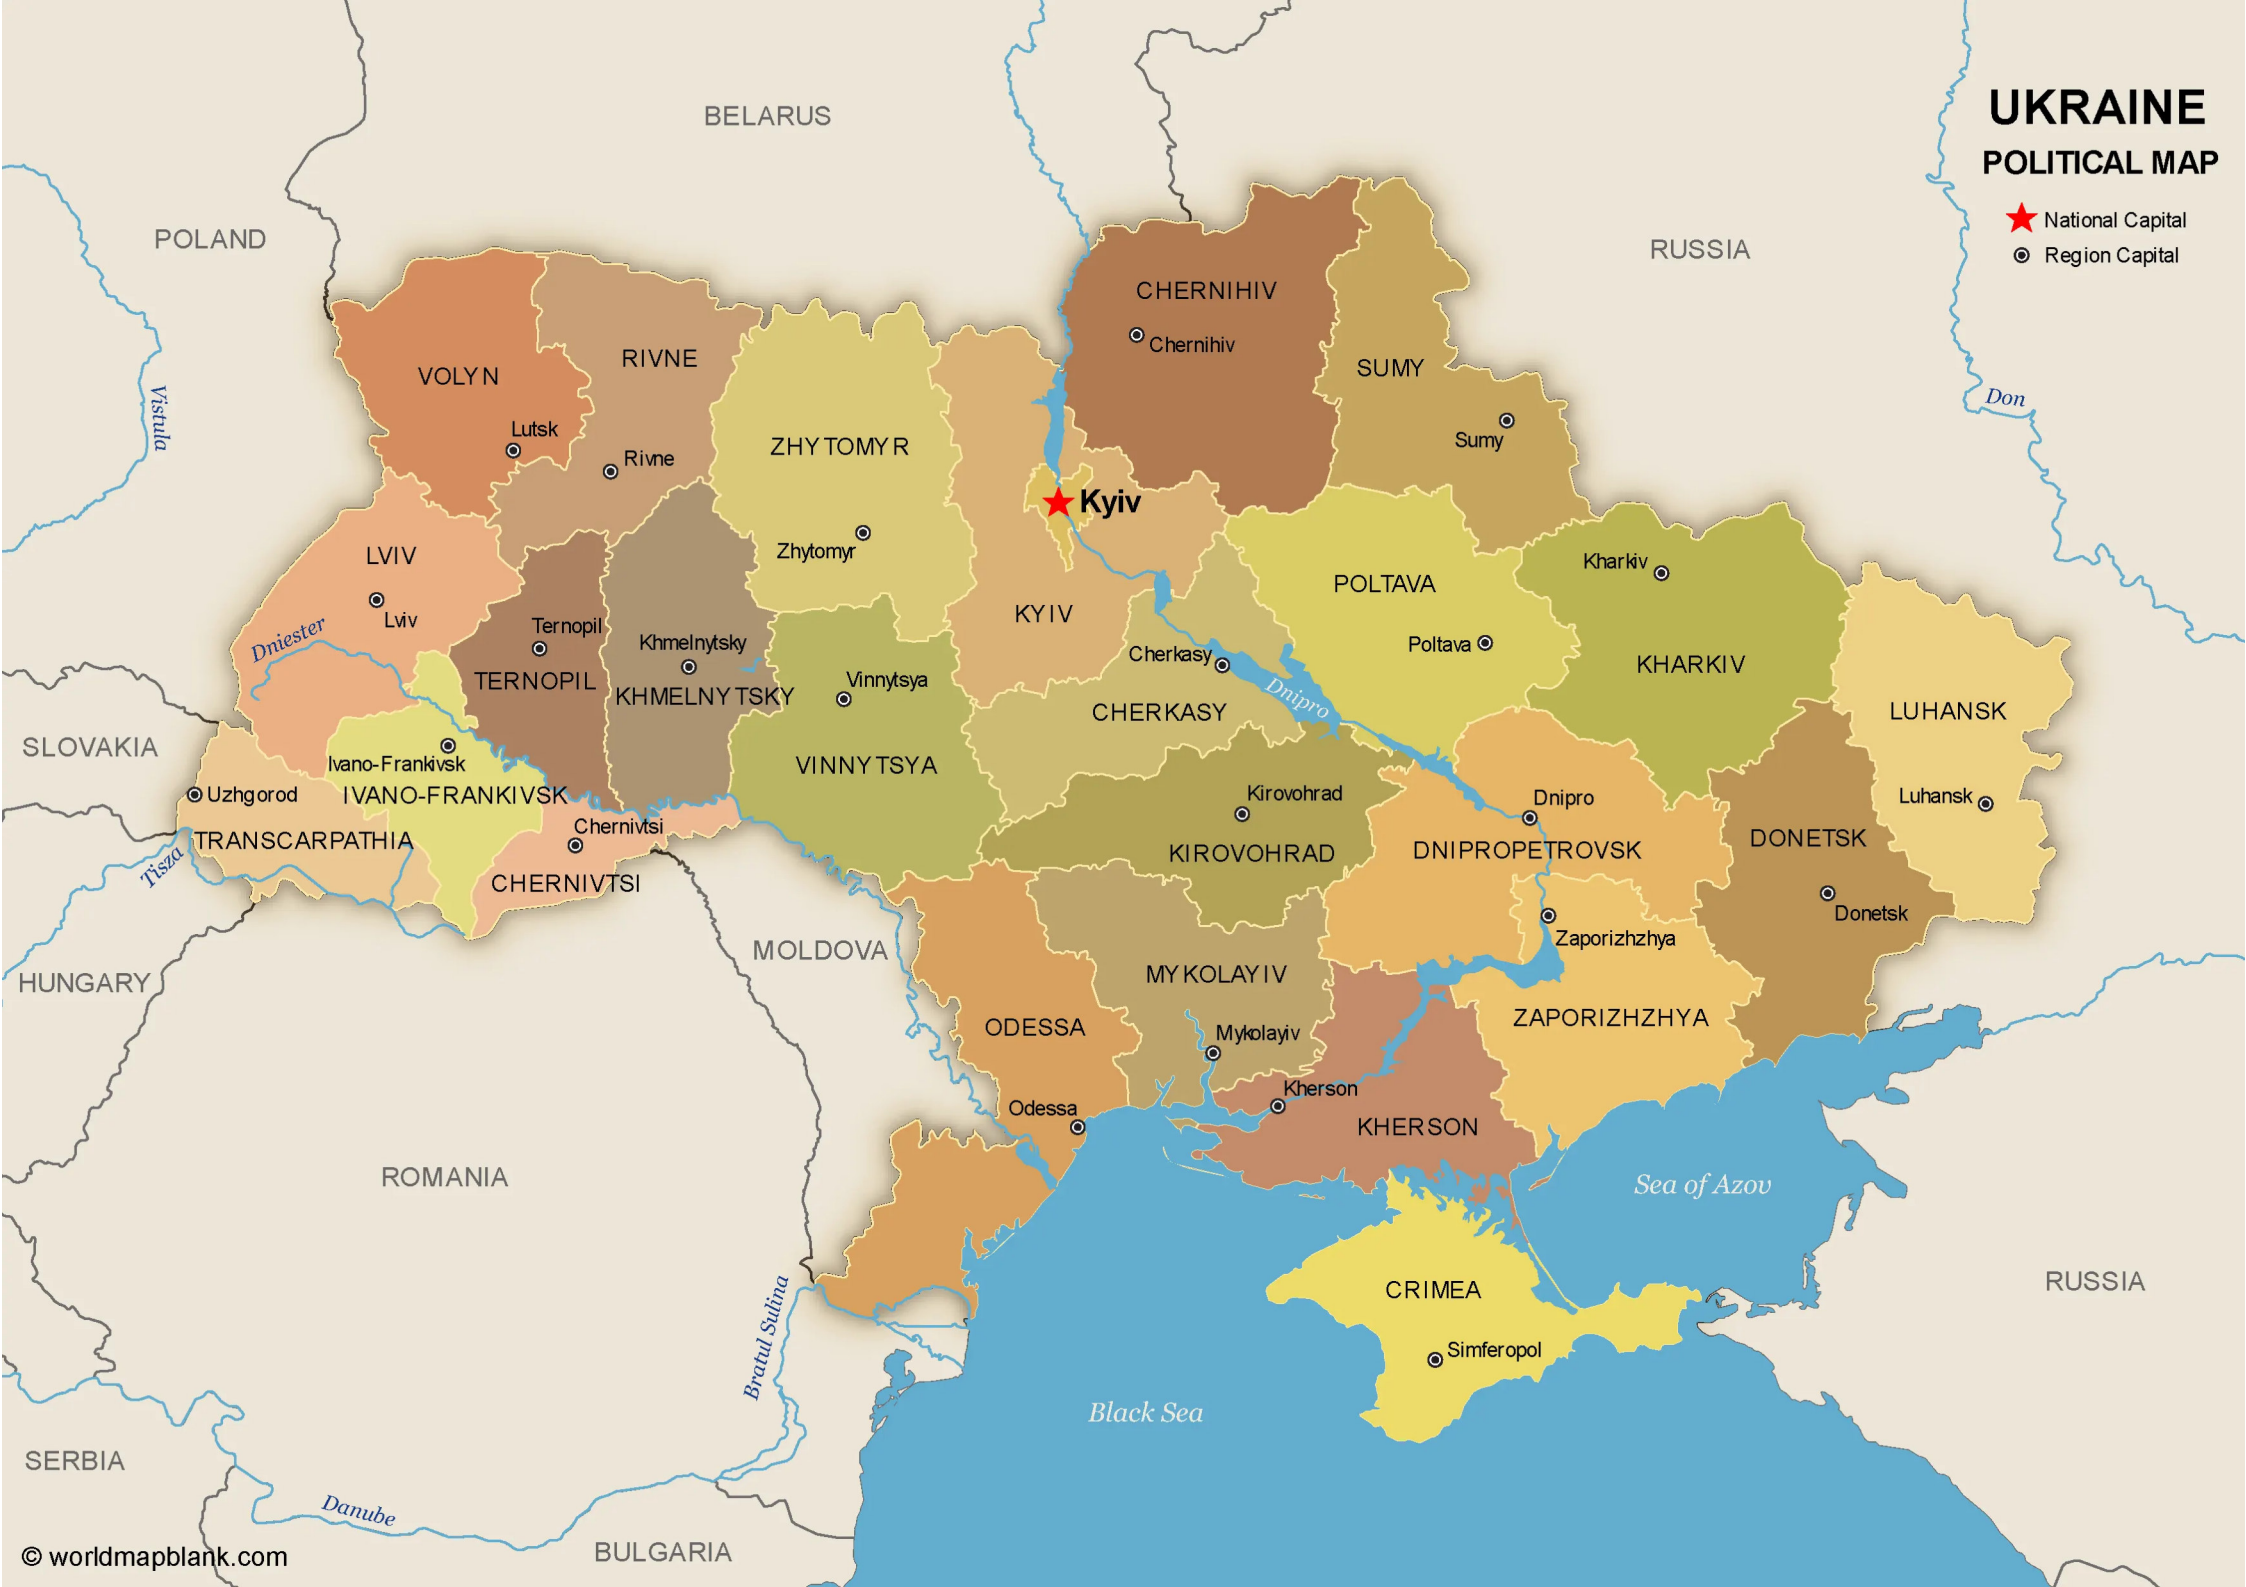 UKRAINE
POLITICAL MAP
National Capital
Region Capital
BELARUS
POLAND
RUSSIA
CHERNIHIV
Chernihiv
RIVNE
VOLYN
SUMY
Don
Vistula
Lutsk
Sumy
ZHYTOMYR
Rivne
Kyiv
Zhytomyr
LVIV
Kharkiv
POLTAVA
Lviv
KYIV
Ternopil
Dniester
Khmelnytsky
Poltava
Cherkasy
KHARKIV
TERNOPIL
Vinnytsya
KHMELNYTSKY
Dnipro
CHERKASY
LUHANSK
SLOVAKIA
Ivano-Frankivsk
VINNYTSYA
Uzhgorod
IVANO-FRANKIVSK
Kirovohrad
Dnipro
Luhansk
Chernivtsi
TRANSCARPATHIA
DONETSK
KIROVOHRAD
DNIPROPETROVSK
Tisza
CHERNIVTSI
Donetsk
Zaporizhzhya
MOLDOVA
HUNGARY
MYKOLAYIV
ZAPORIZHZHYA
ODESSA
Mykolayiv
Kherson
Odessa
KHERSON
ROMANIA
Sea of Azov
RUSSIA
CRIMEA
Bratul Sulina
Simferopol
Black Sea
SERBIA
Danube
BULGARIA
© worldmapblank.com